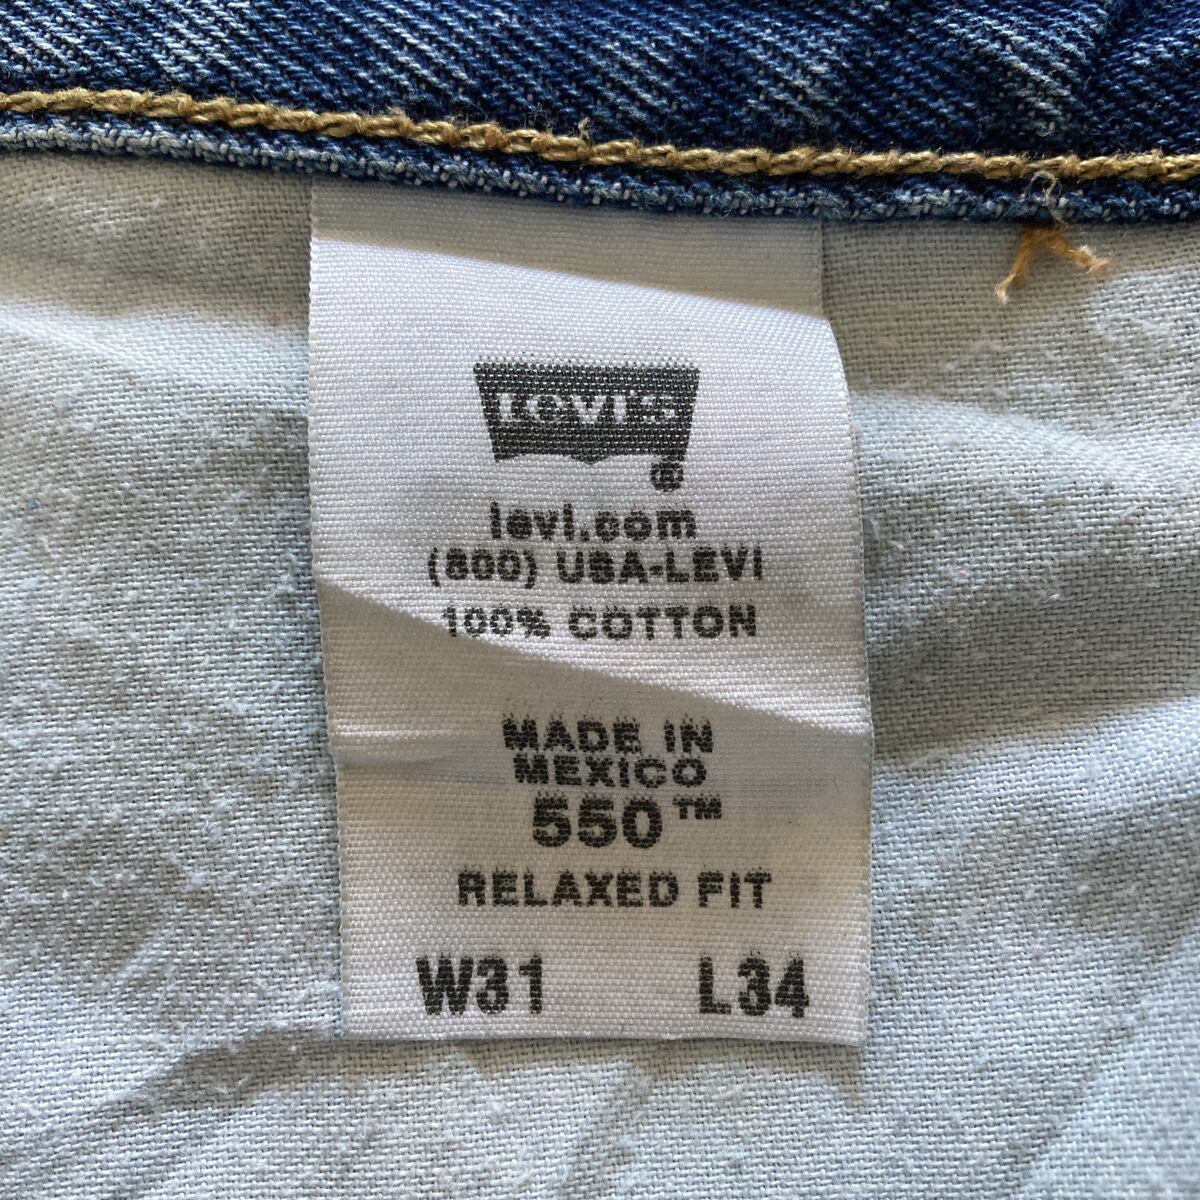 Levi's
®
levi.com
(800) USA-LEVI
100% COTTON
MADE IN
MEXICO
550™
RELAXED FIT
W31 L34